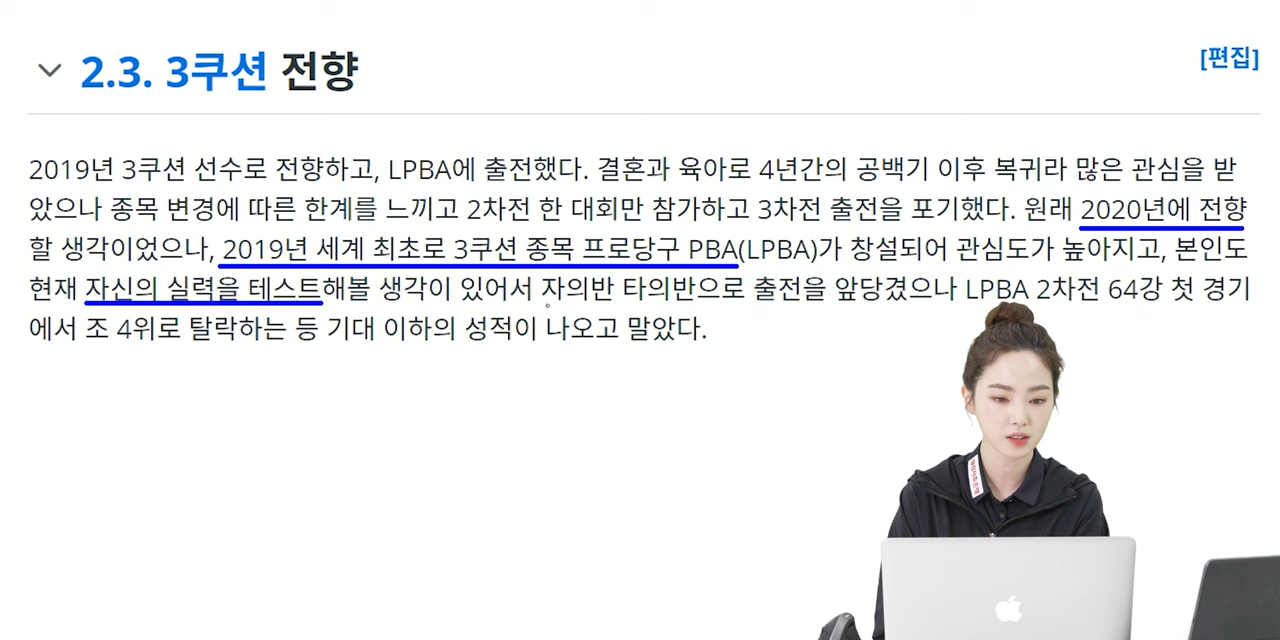 2.3. 3쿠션 전향
[편집]
2019년 3쿠션 선수로 전향하고, LPBA에 출전했다. 결혼과 육아로 4년간의 공백기 이후 복귀라 많은 관심을 받
았으나 종목 변경에 따른 한계를 느끼고 2차전 한 대회만 참가하고 3차전 출전을 포기했다. 원래 2020년에 전향
할 생각이었으나, 2019년 세계 최초로 3쿠션 종목 프로당구 PBA(LPBA)가 창설되어 관심도가 높아지고, 본인도
현재 자신의 실력을 테스트해볼 생각이 있어서 자의반 타의반으로 출전을 앞당겼으나 LPBA 2차전 64강 첫 경기
에서 조 4위로 탈락하는 등 기대 이하의 성적이 나오고 말았다.